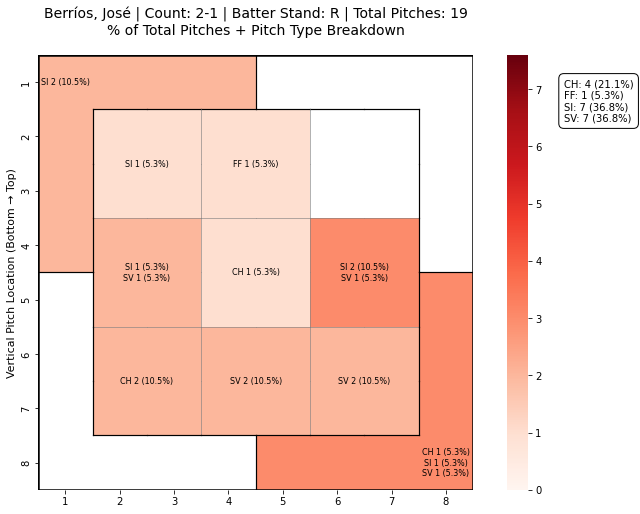 Berríos, José | Count: 2-1 | Batter Stand: R | Total Pitches: 19
% of Total Pitches + Pitch Type Breakdown
CH: 4 (21.1%)
FF: 1 (5.3%)
SI: 7 (36.8%)
SV: 7 (36.8%)
Vertical Pitch Location (Bottom → Top)
1
2
3
4
5
6
7
8
SI 2 (10.5%)
SI 1 (5.3%)
FF 1 (5.3%)
SI 1 (5.3%)
SV 1 (5.3%)
CH 1 (5.3%)
SI 2 (10.5%)
SV 1 (5.3%)
CH 2 (10.5%)
SV 2 (10.5%)
SV 2 (10.5%)
CH 1 (5.3%)
SI 1 (5.3%)
SV 1 (5.3%)
1 2 3 4 5 6 7 8
7
6
5
4
3
2
1
0